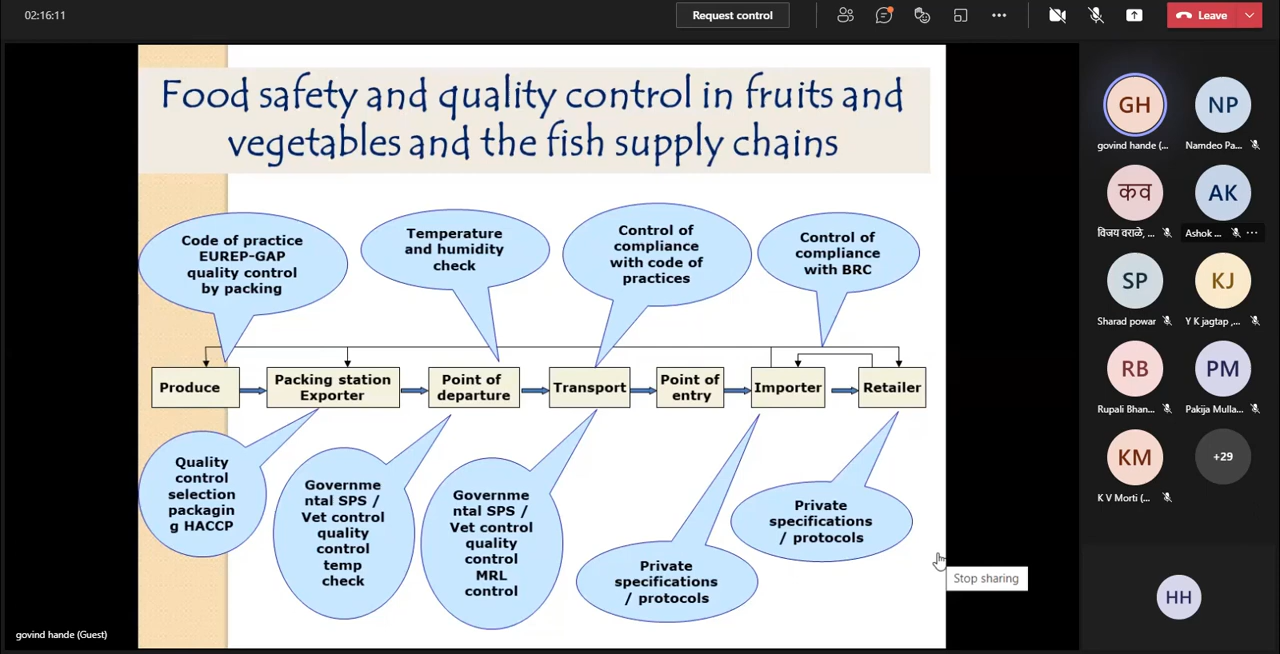 02:16:11
Request control
Leave
Food safety and quality control in fruits and
vegetables and the fish supply chains
Code of practice
EUREP-GAP
quality control
by packing
Temperature
and humidity
check
Control of
compliance
with code of
practices
Control of
compliance
with BRC
Produce
Packing station
Exporter
Point of
departure
Transport
Point of
entry
Importer
Retailer
Quality
control
selection
packagin
g HACCP
Governme
ntal SPS /
Vet control
quality
control
temp
check
Governme
ntal SPS /
Vet control
quality
control
MRL
control
Private
specifications
/ protocols
Private
specifications
/ protocols
Stop sharing
govind hande (Guest)
GH
govind hande (...
NP
Namdeo Pa...
कव
विजय वराळे, ...
AK
Ashok ...
SP
Sharad powar
KJ
Y K jagtap ,...
RB
Rupali Bhan...
PM
Pakija Mulla...
KM
K V Morti (...
+29
HH